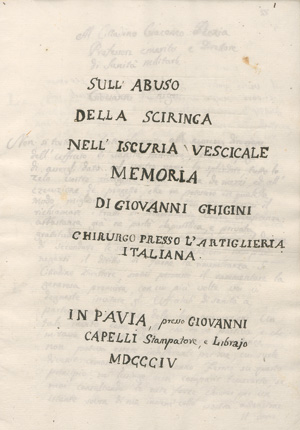 SULL' ABUSO
DELLA SCIRINGA
NELL' ISCURIA VESCICALE
MEMORIA
DI GIOVANNI GHIGINI
CHIRURGO PRESSO L'ARTIGLIERIA
ITALIANA
IN PAVIA, presso GIOVANNI
CAPELLI Stampatore, e Librajo
MDCCCIV